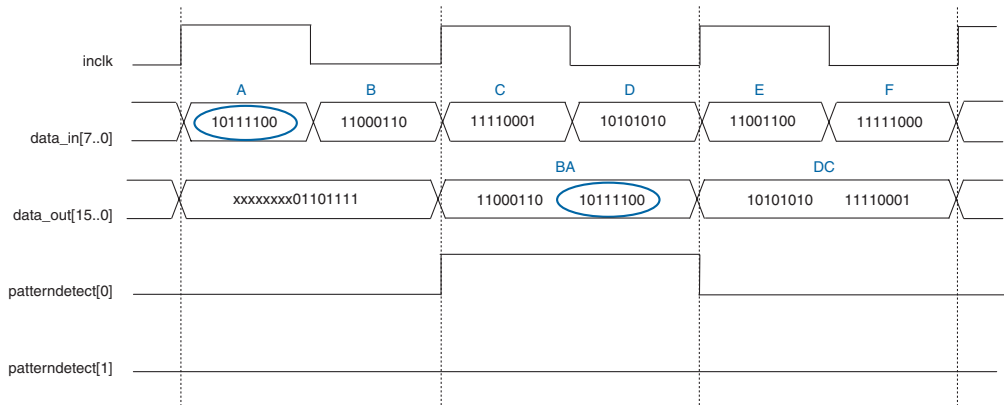 inclk
A B C D E F
data_in[7..0] 10111100 11000110 11110001 10101010 11001100 11111000
BA DC
data_out[15..0] xxxxxxxx01101111 11000110 10111100 10101010 11110001
patterndetect[0]
patterndetect[1]